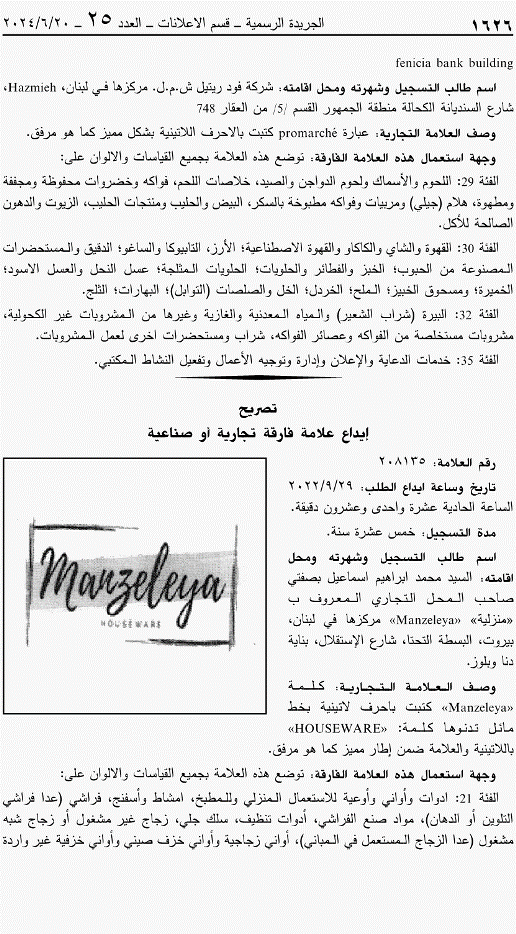 ١٦٢٦ الجريدة الرسمية – قسم الاعلانات – العدد ٢٥ – ٢٠٢٤/٦/٢٠
fenicia bank building
اسم طالب التسجيل وشهرته ومحل اقامته: شركة فود ريتيل ش.م.ل. مركزها في لبنان، Hazmieh،
شارع السنديانة الكحالة منطقة الجمهور القسم /5/ من العقار 748
وصف العلامة التجارية: عبارة promarché كتبت بالاحرف اللاتينية بشكل مميز كما هو مرفق.
وجهة استعمال هذه العلامة الفارقة: توضع هذه العلامة بجميع القياسات والالوان على:
الفئة 29: اللحوم والأسماك ولحوم الدواجن والصيد، خلاصات اللحم، فواكه وخضروات محفوظة ومجففة
ومطهوة، هلام (جيلي) ومربيات وفواكه مطبوخة بالسكر، البيض والحليب ومنتجات الحليب، الزيوت والدهون
الصالحة للأكل.
الفئة 30: القهوة والشاي والكاكاو والقهوة الاصطناعية؛ الأرز، التابيوكا والساغو؛ الدقيق والمستحضرات
المصنوعة من الحبوب؛ الخبز والفطائر والحلويات؛ الحلويات المثلجة؛ عسل النحل والعسل الاسود؛
الخميرة؛ ومسحوق الخبيز؛ الملح؛ الخردل؛ الخل والصلصات (التوابل)؛ البهارات؛ الثلج.
الفئة 32: البيرة (شراب الشعير) والمياه المعدنية والغازية وغيرها من المشروبات غير الكحولية،
مشروبات مستخلصة من الفواكه وعصائر الفواكه، شراب ومستحضرات اخرى لعمل المشروبات.
الفئة 35: خدمات الدعاية والإعلان وإدارة وتوجيه الأعمال وتفعيل النشاط المكتبي.
تصريح
إيداع علامة فارقة تجارية أو صناعية
رقم العلامة: ٢٠٨١٣٥
تاريخ وساعة ايداع الطلب: ٢٠٢٢/٩/٢٩
الساعة الحادية عشرة واحدى وعشرون دقيقة.
مدة التسجيل: خمس عشرة سنة.
اسم طالب التسجيل وشهرته ومحل
اقامته: السيد محمد ابراهيم اسماعيل بصفتي
صاحب المحل التجاري المعروف ب
«منزلية» «Manzeleya» مركزها في لبنان،
بيروت، البسطة التحتا، شارع الإستقلال، بناية
دنا وبلوز.
وصف العلامة التجارية: كلمة
«Manzeleya» كتبت باحرف لاتينية بخط
مائل تدنوها كلمة: «HOUSEWARE»
باللاتينية والعلامة ضمن إطار مميز كما هو مرفق.
Manzeleya
HOUSEWARE
وجهة استعمال هذه العلامة الفارقة: توضع هذه العلامة بجميع القياسات والالوان على:
الفئة 21: ادوات وأواني وأوعية للاستعمال المنزلي وللمطبخ، امشاط وأسفنج، فراشي (عدا فراشي
التلوين أو الدهان)، مواد صنع الفراشي، أدوات تنظيف، سلك جلي، زجاج غير مشغول أو زجاج شبه
مشغول (عدا الزجاج المستعمل في المباني)، أواني زجاجية وأواني خزف صيني وأواني خزفية غير واردة